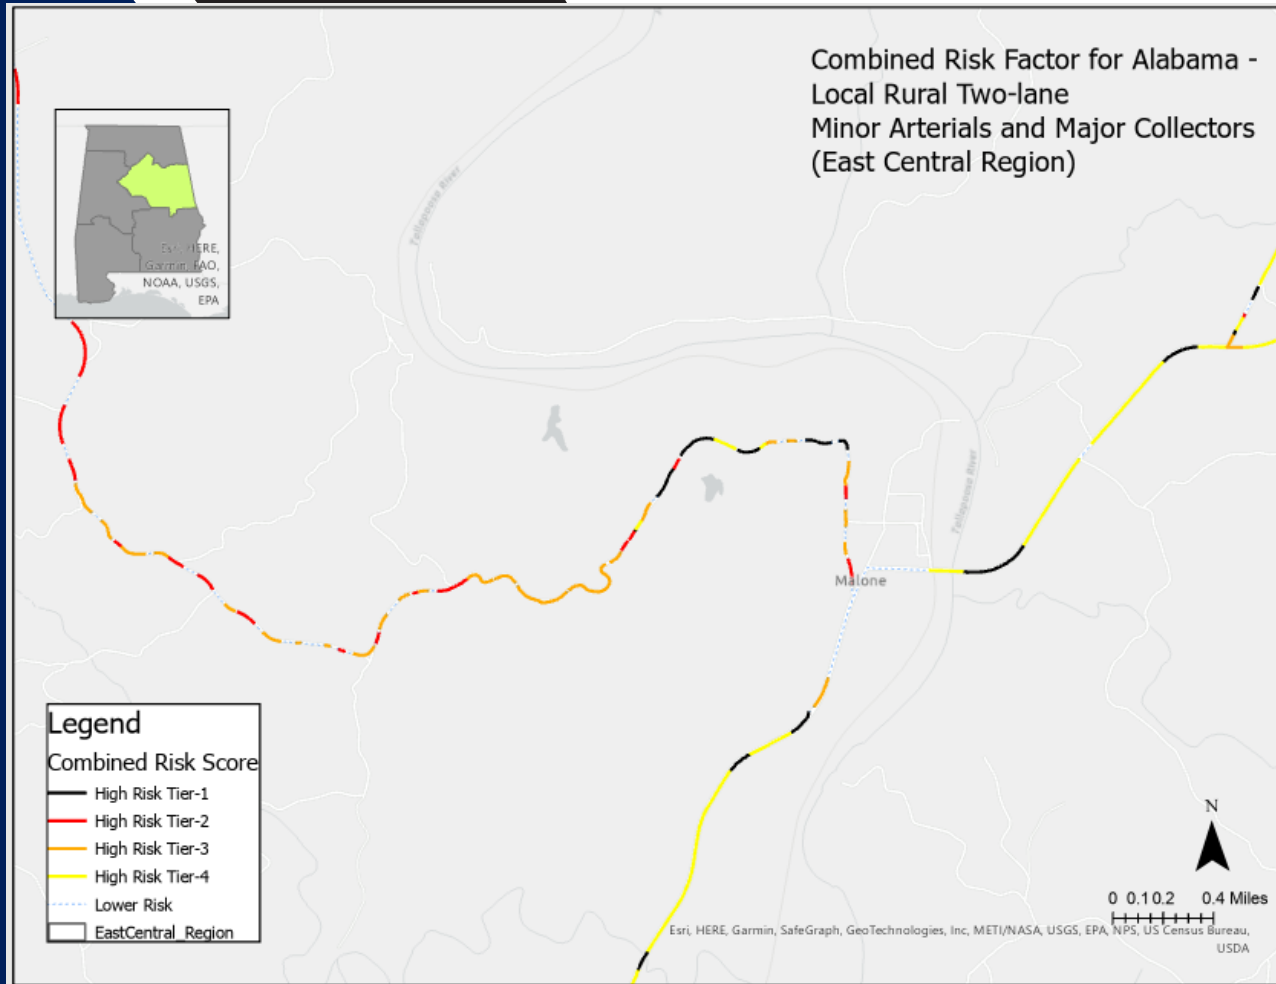 Combined Risk Factor for Alabama -
Local Rural Two-lane
Minor Arterials and Major Collectors
(East Central Region)
Esri, HERE,
Garmin, FAO,
NOAA, USGS,
EPA
Tallapoosa River
Tallapoosa River
Malone
Legend
Combined Risk Score
High Risk Tier-1
High Risk Tier-2
High Risk Tier-3
High Risk Tier-4
Lower Risk
EastCentral_Region
N
0 0.1 0.2 0.4 Miles
Esri, HERE, Garmin, SafeGraph, GeoTechnologies, Inc, METI/NASA, USGS, EPA, NPS, US Census Bureau,
USDA